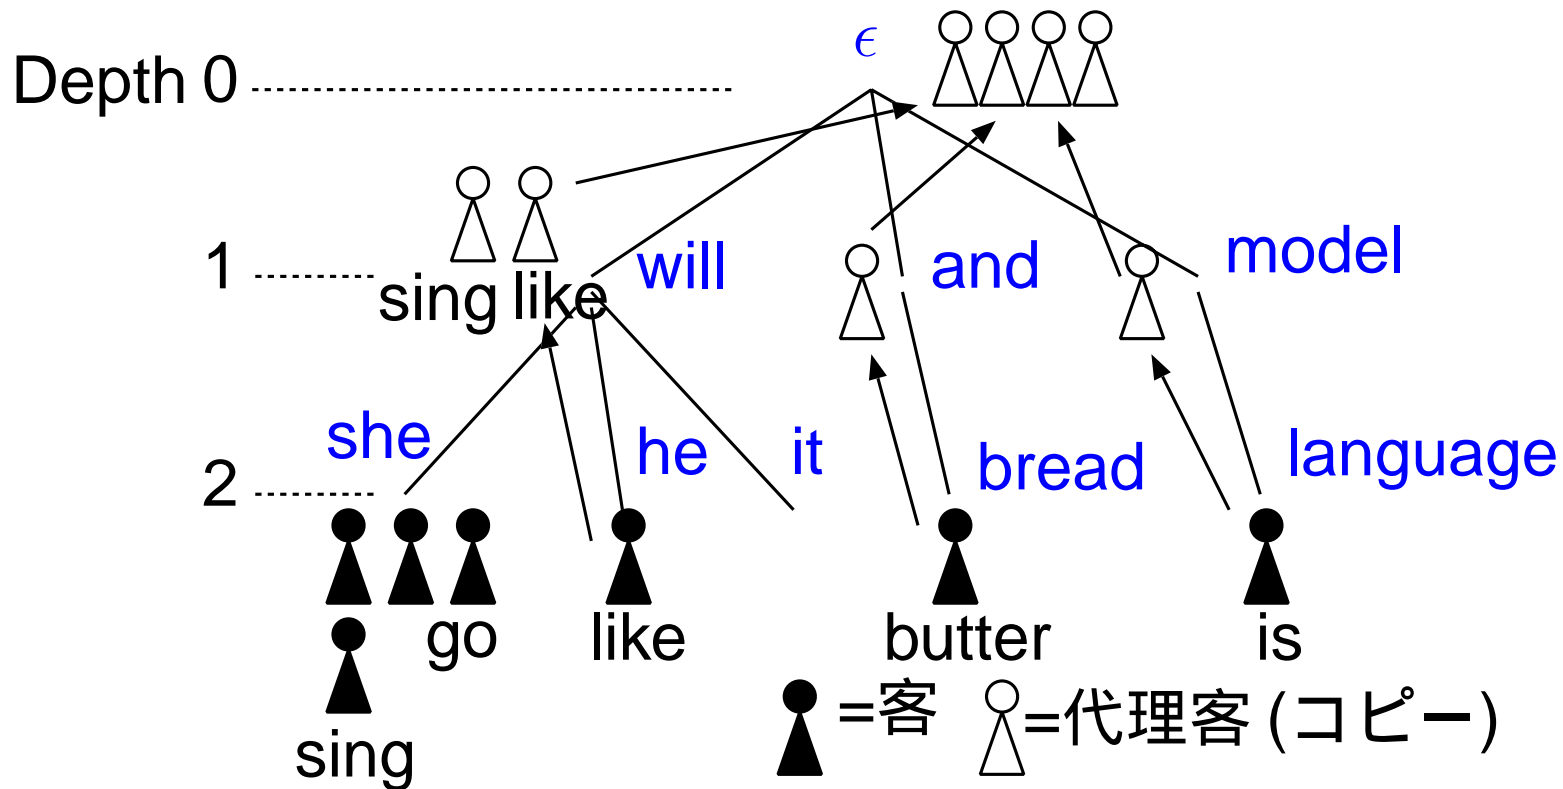 ϵ
Depth 0
1 will and model
sing like
she he it bread language
2
go like butter is
=客 =代理客 (コピー)
sing